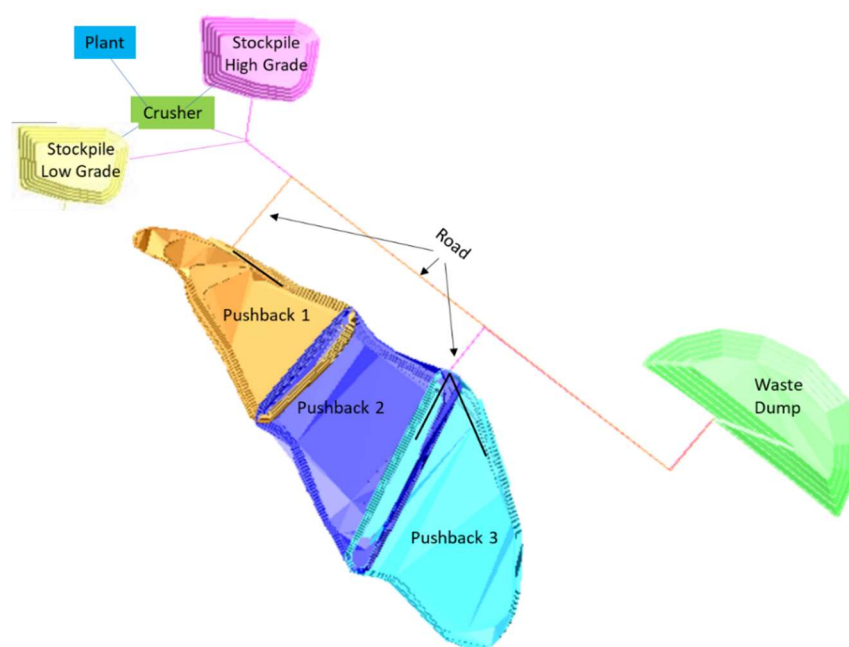 Plant
Stockpile
High Grade
Crusher
Stockpile
Low Grade
Road
Pushback 1
Pushback 2
Waste
Dump
Pushback 3